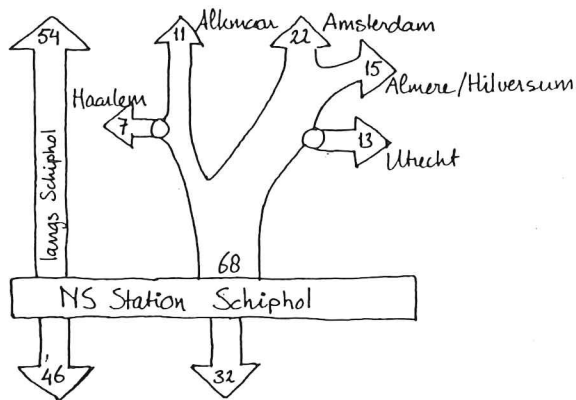 54
11
Alkmaar
22
Amsterdam
15
Almere/Hilversum
Haarlem
7
13
Utrecht
langs Schiphol
68
NS Station Schiphol
46
32